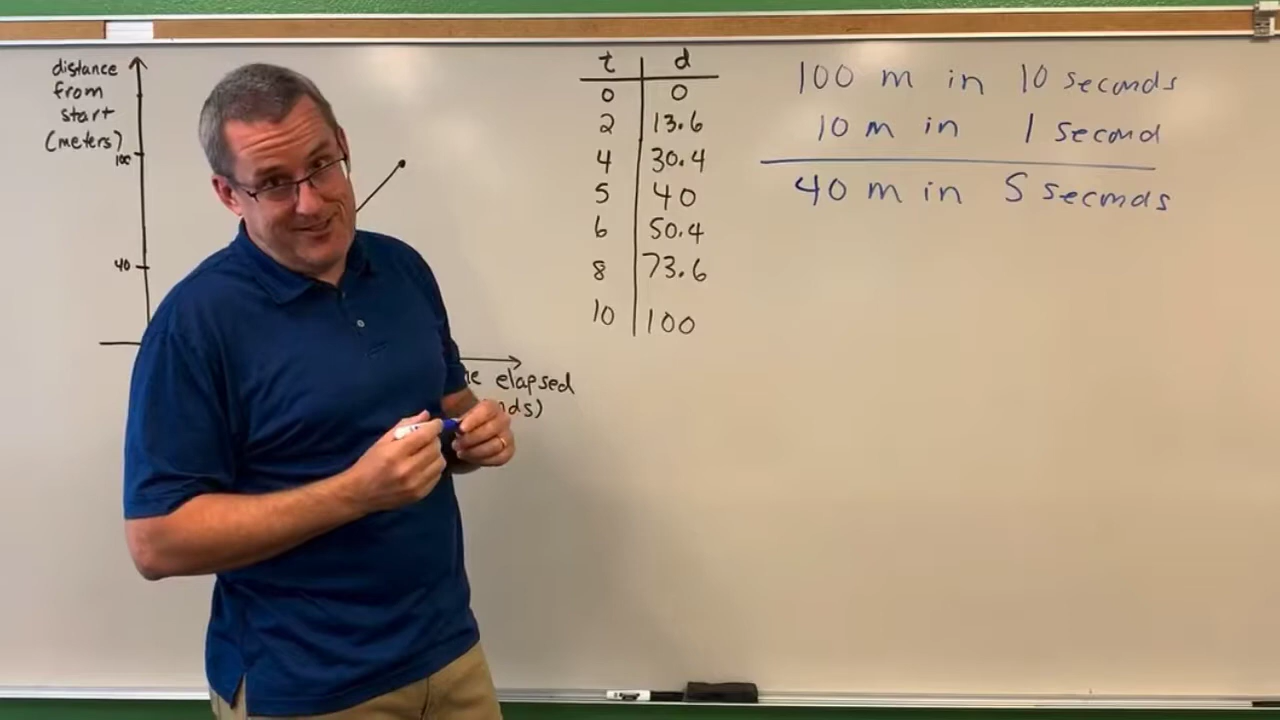 distance
from
start
(meters)
100
40
elapsed
t d
0 0
2 13.6
4 30.4
5 40
6 50.4
8 73.6
10 100
100 m in 10 seconds
10 m in 1 second
40 m in 5 seconds